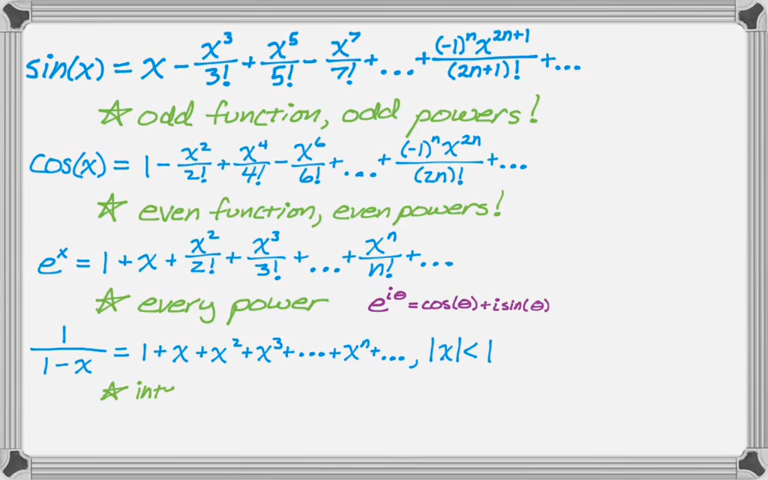 sin(x) = x - x³/3! + x⁵/5! - x⁷/7! + ... + (-1)ⁿx²ⁿ⁺¹/(2n+1)! + ...
☆ odd function, odd powers!
cos(x) = 1 - x²/2! + x⁴/4! - x⁶/6! + ... + (-1)ⁿx²ⁿ/(2n)! + ...
☆ even function, even powers!
eˣ = 1 + x + x²/2! + x³/3! + ... + xⁿ/n! + ...
☆ every power e^(iθ) = cos(θ) + i sin(θ)
1/(1-x) = 1 + x + x² + x³ + ... + xⁿ + ..., |x| < 1
☆ int